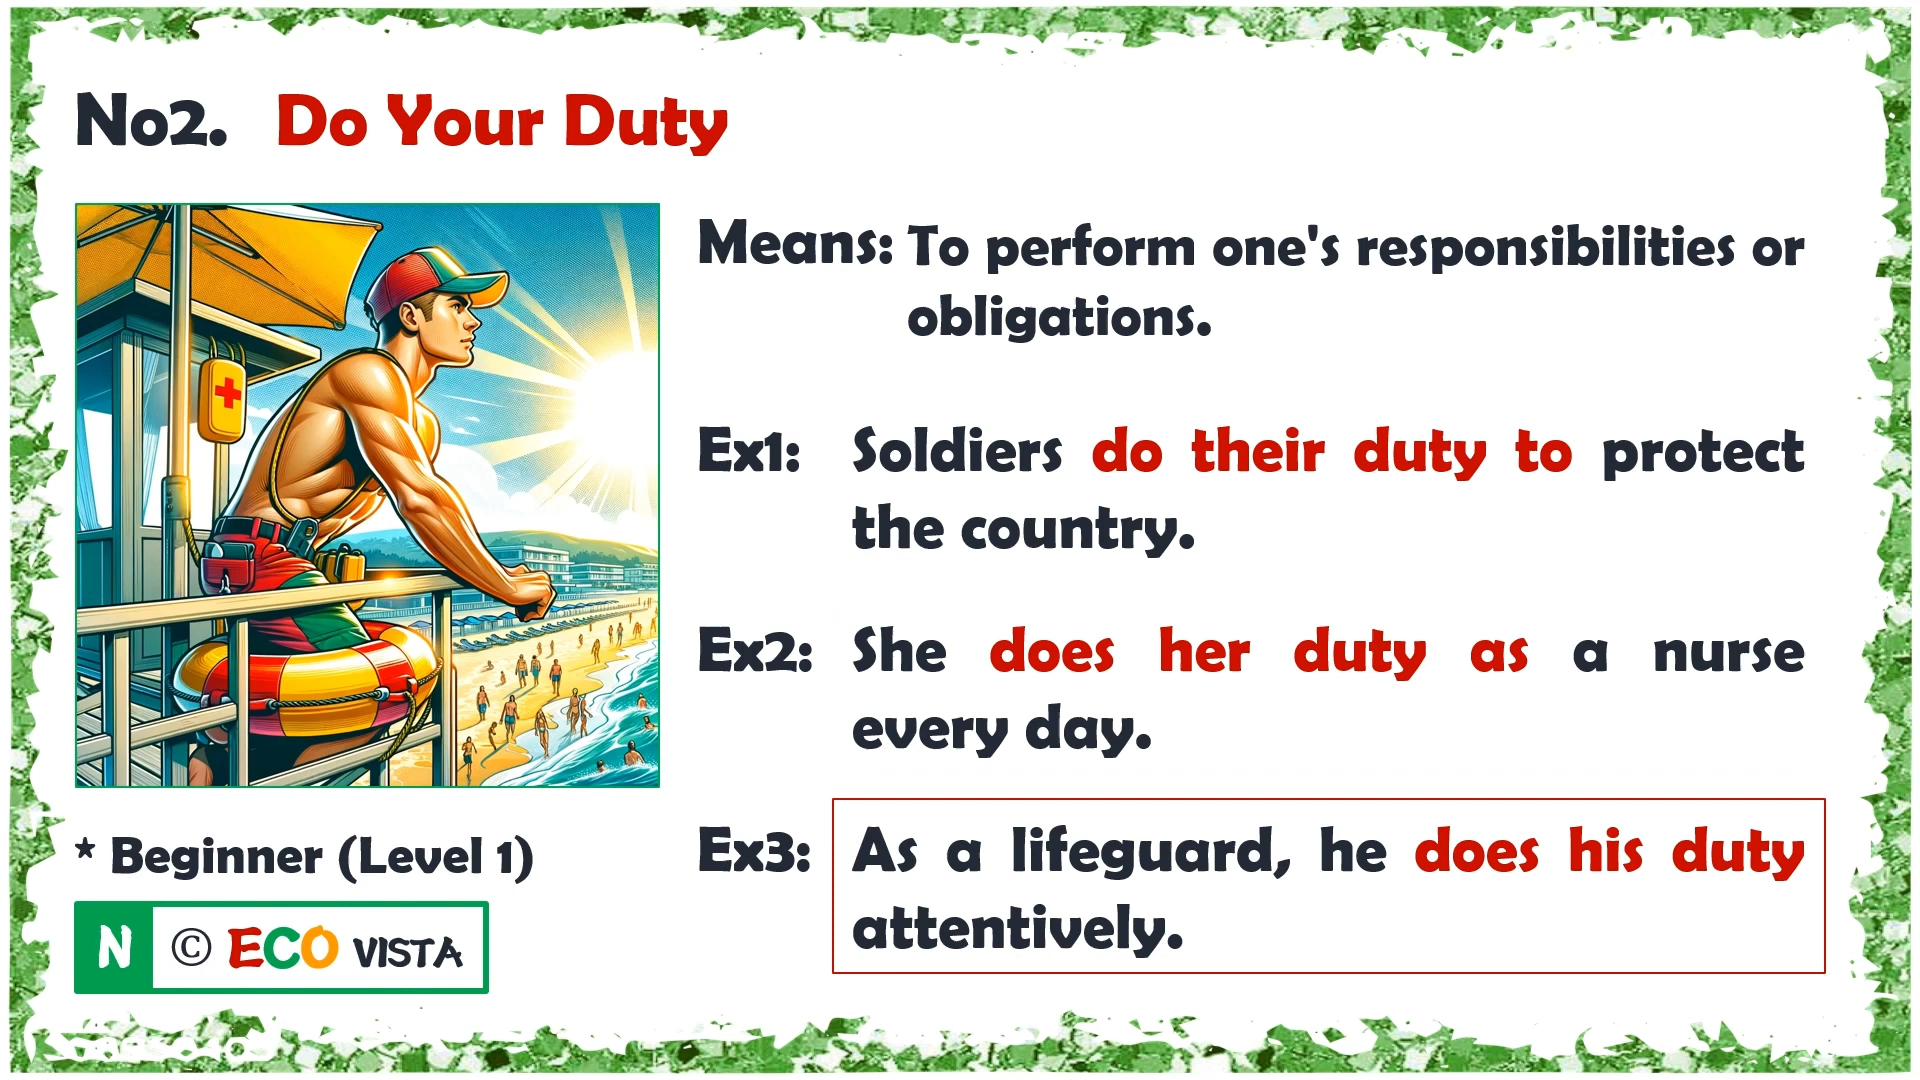 No2. Do Your Duty
Means: To perform one's responsibilities or
obligations.
Ex1: Soldiers do their duty to protect
the country.
Ex2: She does her duty as a nurse
every day.
Ex3: As a lifeguard, he does his duty
attentively.
* Beginner (Level 1)
N © ECO VISTA